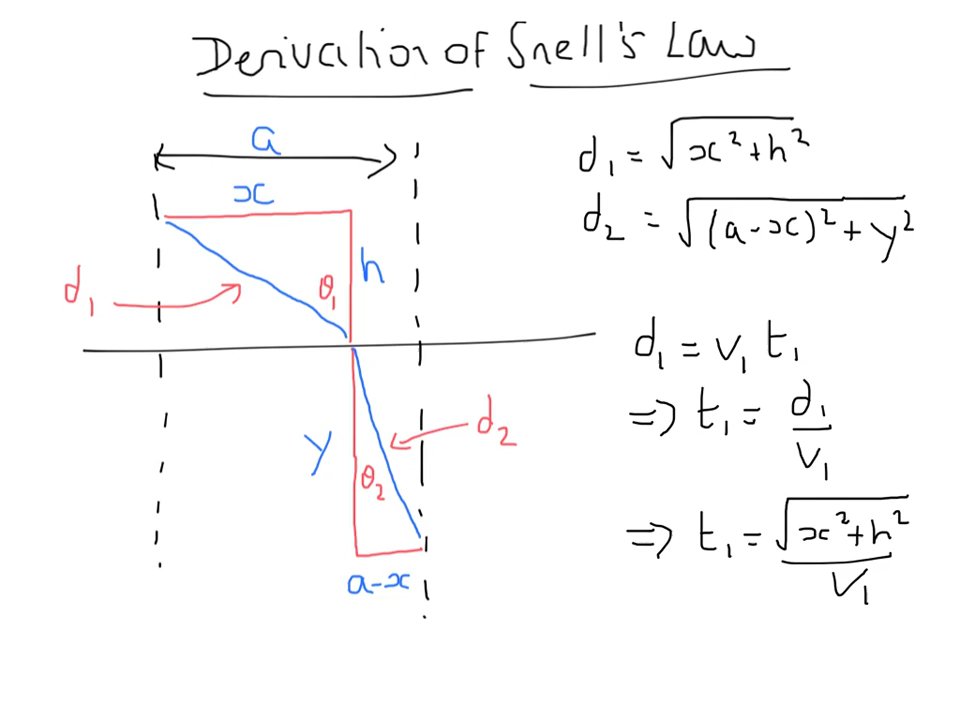 Derivation of Snell's Law
a
x
h
θ₁
d₁
y
θ₂
d₂
a-x
d₁ = √(x²+h²)
d₂ = √((a-x)²+y²)
d₁ = v₁ t₁
=> t₁ = d₁/v₁
=> t₁ = √(x²+h²)/v₁